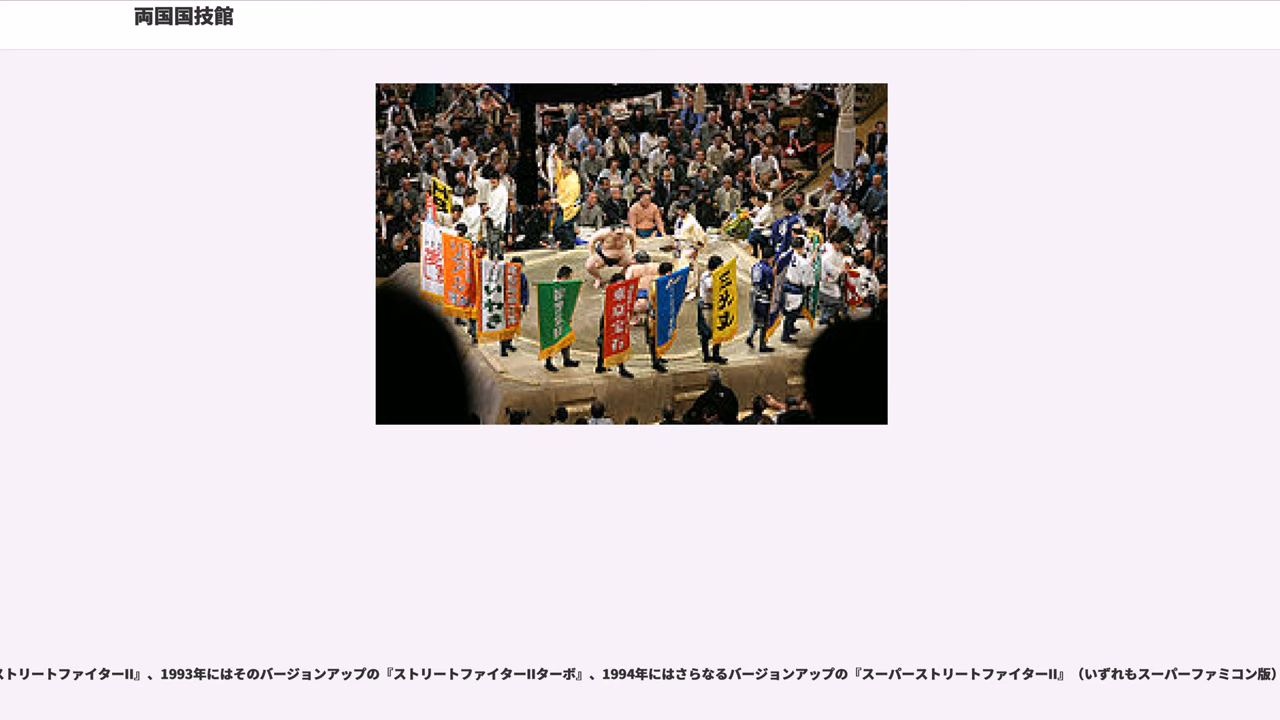 両国国技館
東京宝石
ストリートファイターII』、1993年にはそのバージョンアップの『ストリートファイターIIターボ』、1994年にはさらなるバージョンアップの『スーパーストリートファイターII』（いずれもスーパーファミコン版）